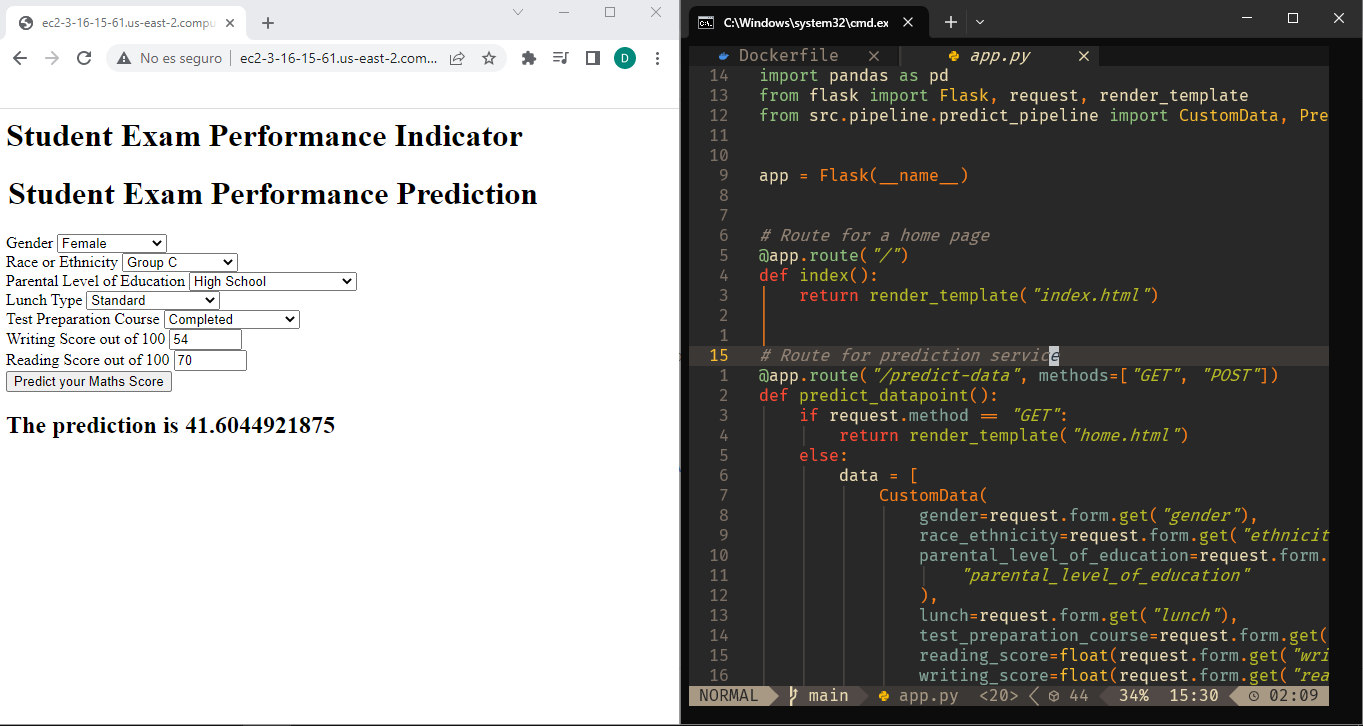 ec2-3-16-15-61.us-east-2.compu
No es seguro
ec2-3-16-15-61.us-east-2.com...
D
Student Exam Performance Indicator
Student Exam Performance Prediction
Gender Female
Race or Ethnicity Group C
Parental Level of Education High School
Lunch Type Standard
Test Preparation Course Completed
Writing Score out of 100 54
Reading Score out of 100 70
Predict your Maths Score
The prediction is 41.6044921875
C:\Windows\system32\cmd.ex
Dockerfile
app.py
14 import pandas as pd
13 from flask import Flask, request, render_template
12 from src.pipeline.predict_pipeline import CustomData, Pre
11
10
9 app = Flask(__name__)
8
7
6 # Route for a home page
5 @app.route("/")
4 def index():
3 return render_template("index.html")
2
1
15 # Route for prediction service
1 @app.route("/predict-data", methods=["GET", "POST"])
2 def predict_datapoint():
3 if request.method == "GET":
4 return render_template("home.html")
5 else:
6 data = [
7 CustomData(
8 gender=request.form.get("gender"),
9 race_ethnicity=request.form.get("ethnicit
10 parental_level_of_education=request.form.
11 "parental_level_of_education"
12 ),
13 lunch=request.form.get("lunch"),
14 test_preparation_course=request.form.get(
15 reading_score=float(request.form.get("wri
16 writing_score=float(request.form.get("rea
NORMAL main app.py <20> 44 34% 15:30 02:09